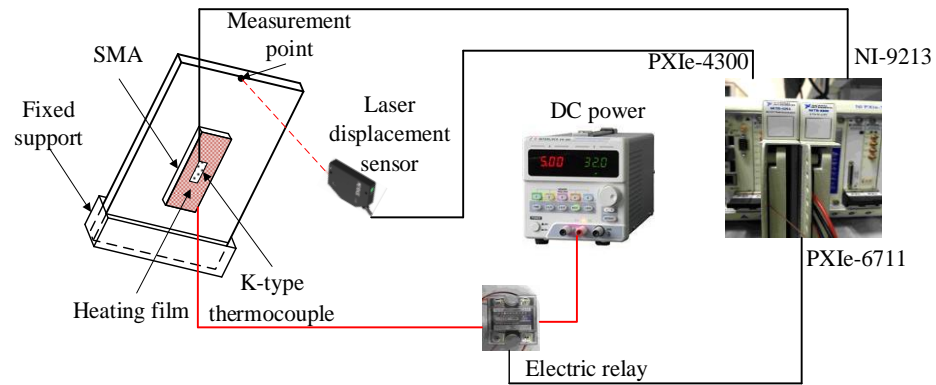 Measurement
point
SMA
PXIe-4300
NI-9213
Fixed
support
Laser
displacement
sensor
DC power
5.00 32.0
PXIe-6711
K-type
thermocouple
Heating film
Electric relay